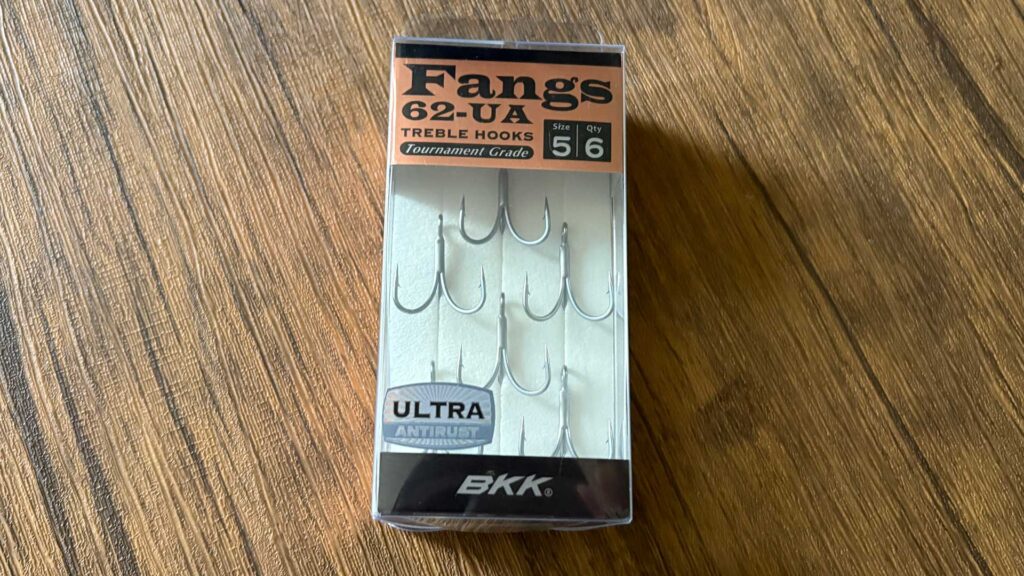 Fangs
62-UA
TREBLE HOOKS
Tournament Grade
Size Qty
5 6
ULTRA
ANTIRUST
BKK®